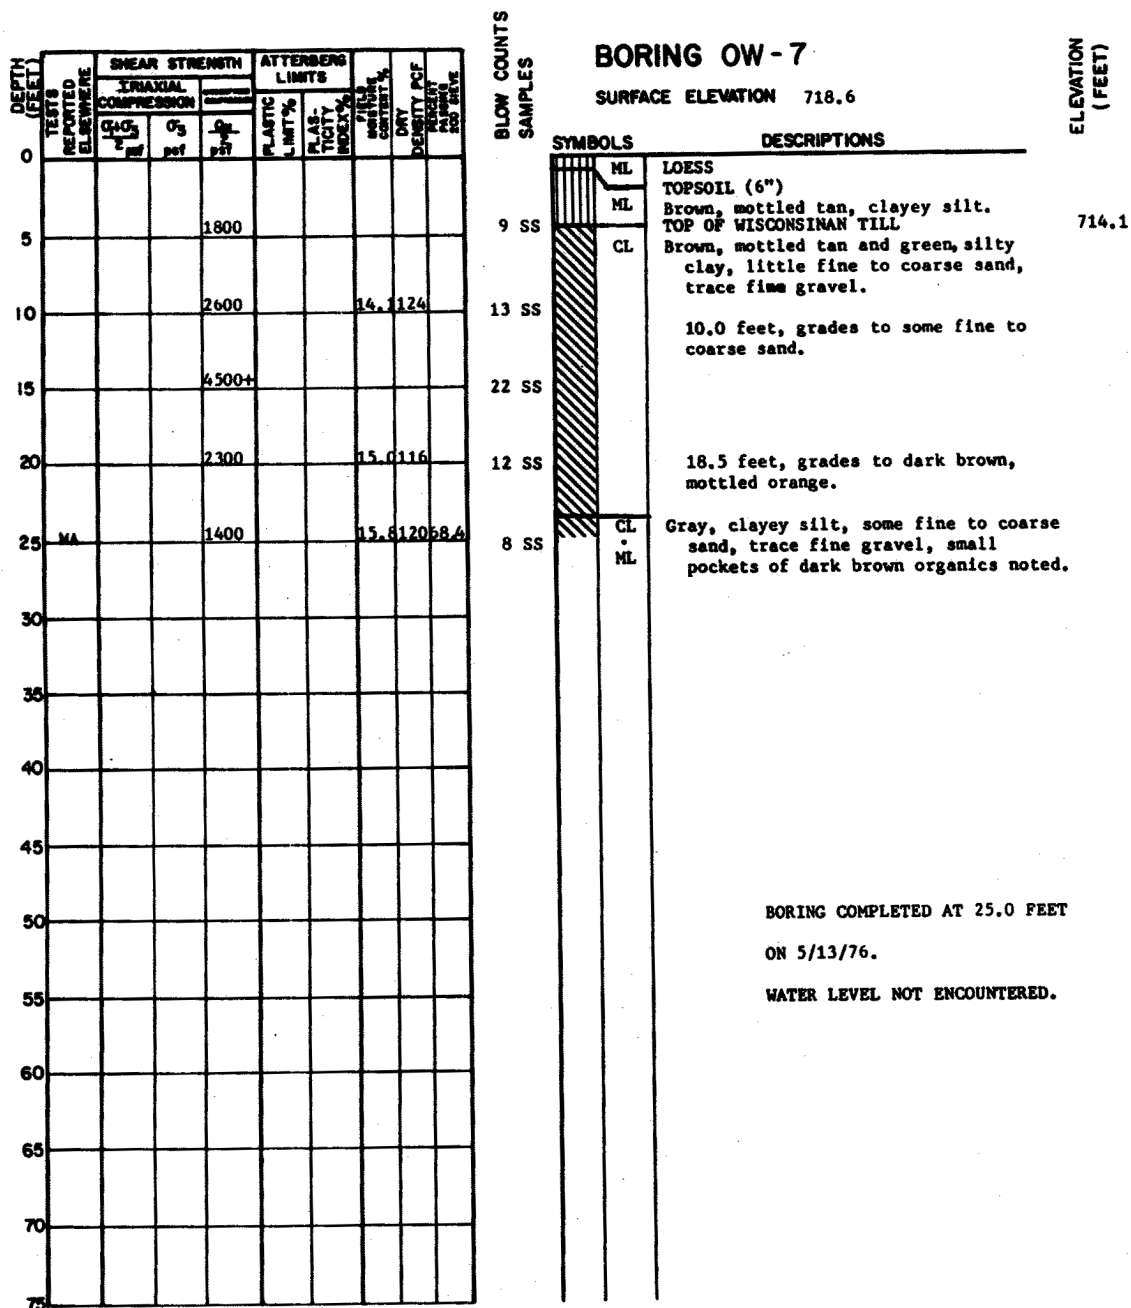 BORING OW-7
SURFACE ELEVATION 718.6
DEPTH (FEET)
TESTS REPORTED ELSEWHERE
SHEAR STRENGTH
TRIAXIAL COMPRESSION
σ₃ psf
psf
ATTERBERG LIMITS
PLASTIC LIMIT %
PLAS-TICITY INDEX %
FIELD MOISTURE CONTENT %
DRY DENSITY PCF
PERCENT PASSING 200 SIEVE
BLOW COUNTS
SAMPLES
SYMBOLS
DESCRIPTIONS
ELEVATION (FEET)
0
ML LOESS
TOPSOIL (6")
ML Brown, mottled tan, clayey silt.
1800 9 SS TOP OF WISCONSINAN TILL 714.1
5
CL Brown, mottled tan and green, silty
clay, little fine to coarse sand,
trace fine gravel.
10 2600 14.1 124 13 SS
10.0 feet, grades to some fine to
coarse sand.
15 4500+ 22 SS
20 2300 15.0 116 12 SS
18.5 feet, grades to dark brown,
mottled orange.
25 MA 1400 15.8 120 68.4 8 SS
CL Gray, clayey silt, some fine to coarse
· sand, trace fine gravel, small
ML pockets of dark brown organics noted.
30
35
40
45
50
BORING COMPLETED AT 25.0 FEET
ON 5/13/76.
55
WATER LEVEL NOT ENCOUNTERED.
60
65
70
75